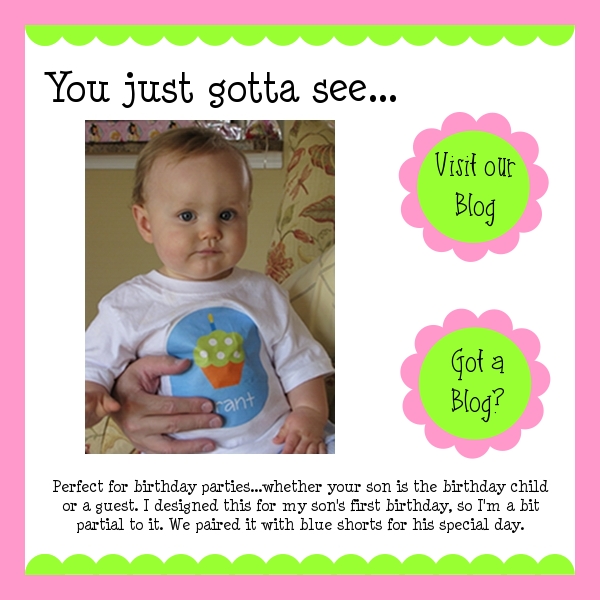 You just gotta see...
Visit our
Blog
Got a
Blog?
Perfect for birthday parties...whether your son is the birthday child
or a guest. I designed this for my son's first birthday, so I'm a bit
partial to it. We paired it with blue shorts for his special day.